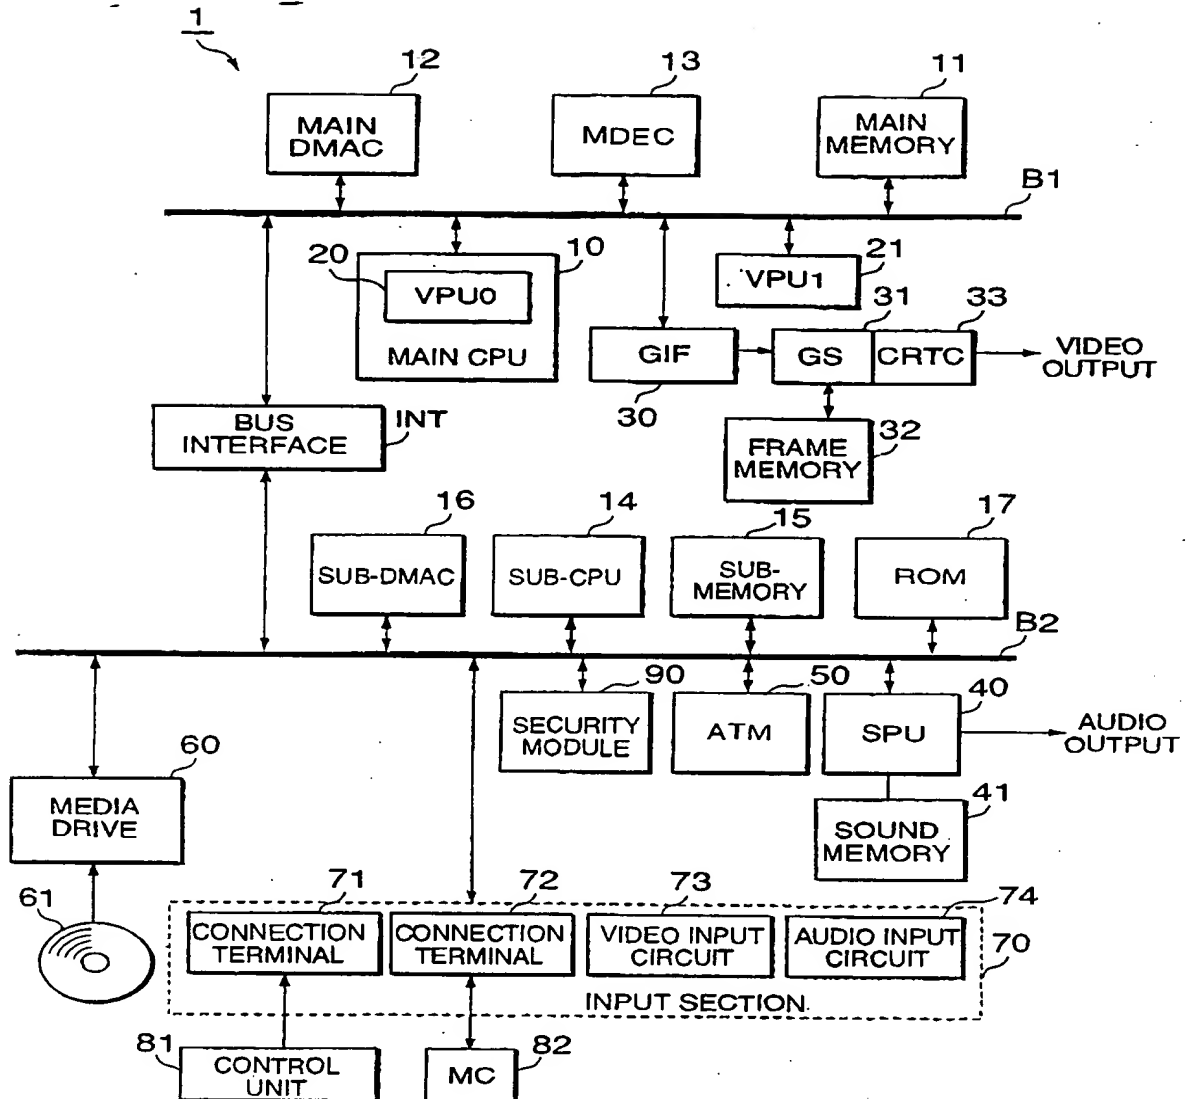 1
12
13
11
MAIN
DMAC
MDEC
MAIN
MEMORY
B1
20
10
21
VPU0
MAIN CPU
VPU1
31
33
GIF
GS
CRTC
VIDEO
OUTPUT
30
BUS
INTERFACE
INT
FRAME
MEMORY
32
16
14
15
17
SUB-DMAC
SUB-CPU
SUB-
MEMORY
ROM
B2
90
50
40
SECURITY
MODULE
ATM
SPU
AUDIO
OUTPUT
60
MEDIA
DRIVE
41
SOUND
MEMORY
61
71
72
73
74
CONNECTION
TERMINAL
CONNECTION
TERMINAL
VIDEO INPUT
CIRCUIT
AUDIO INPUT
CIRCUIT
70
INPUT SECTION
81
CONTROL
UNIT
MC
82